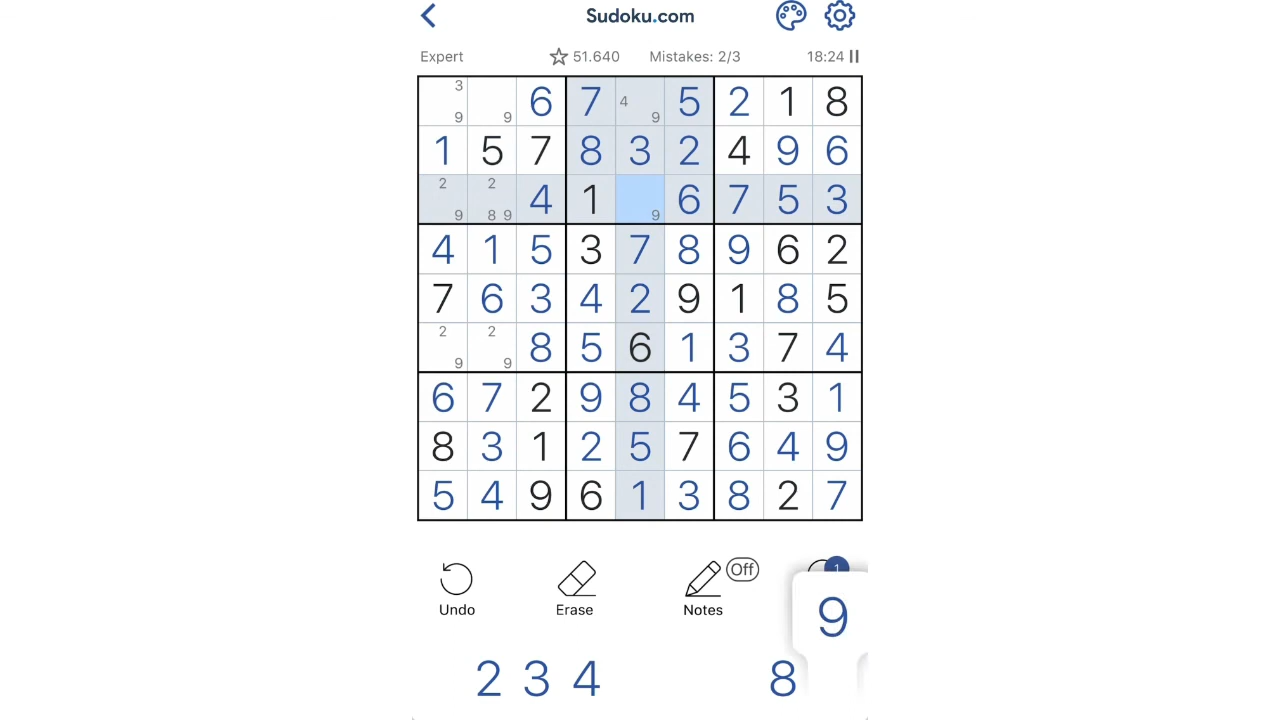 Sudoku.com
Expert 51.640 Mistakes: 2/3 18:24
3 9 9 6 7 4 9 5 2 1 8
1 5 7 8 3 2 4 9 6
2 9 2 8 9 4 1 9 6 7 5 3
4 1 5 3 7 8 9 6 2
7 6 3 4 2 9 1 8 5
2 9 2 9 8 5 6 1 3 7 4
6 7 2 9 8 4 5 3 1
8 3 1 2 5 7 6 4 9
5 4 9 6 1 3 8 2 7
Off 1
Undo Erase Notes
9
2 3 4 8